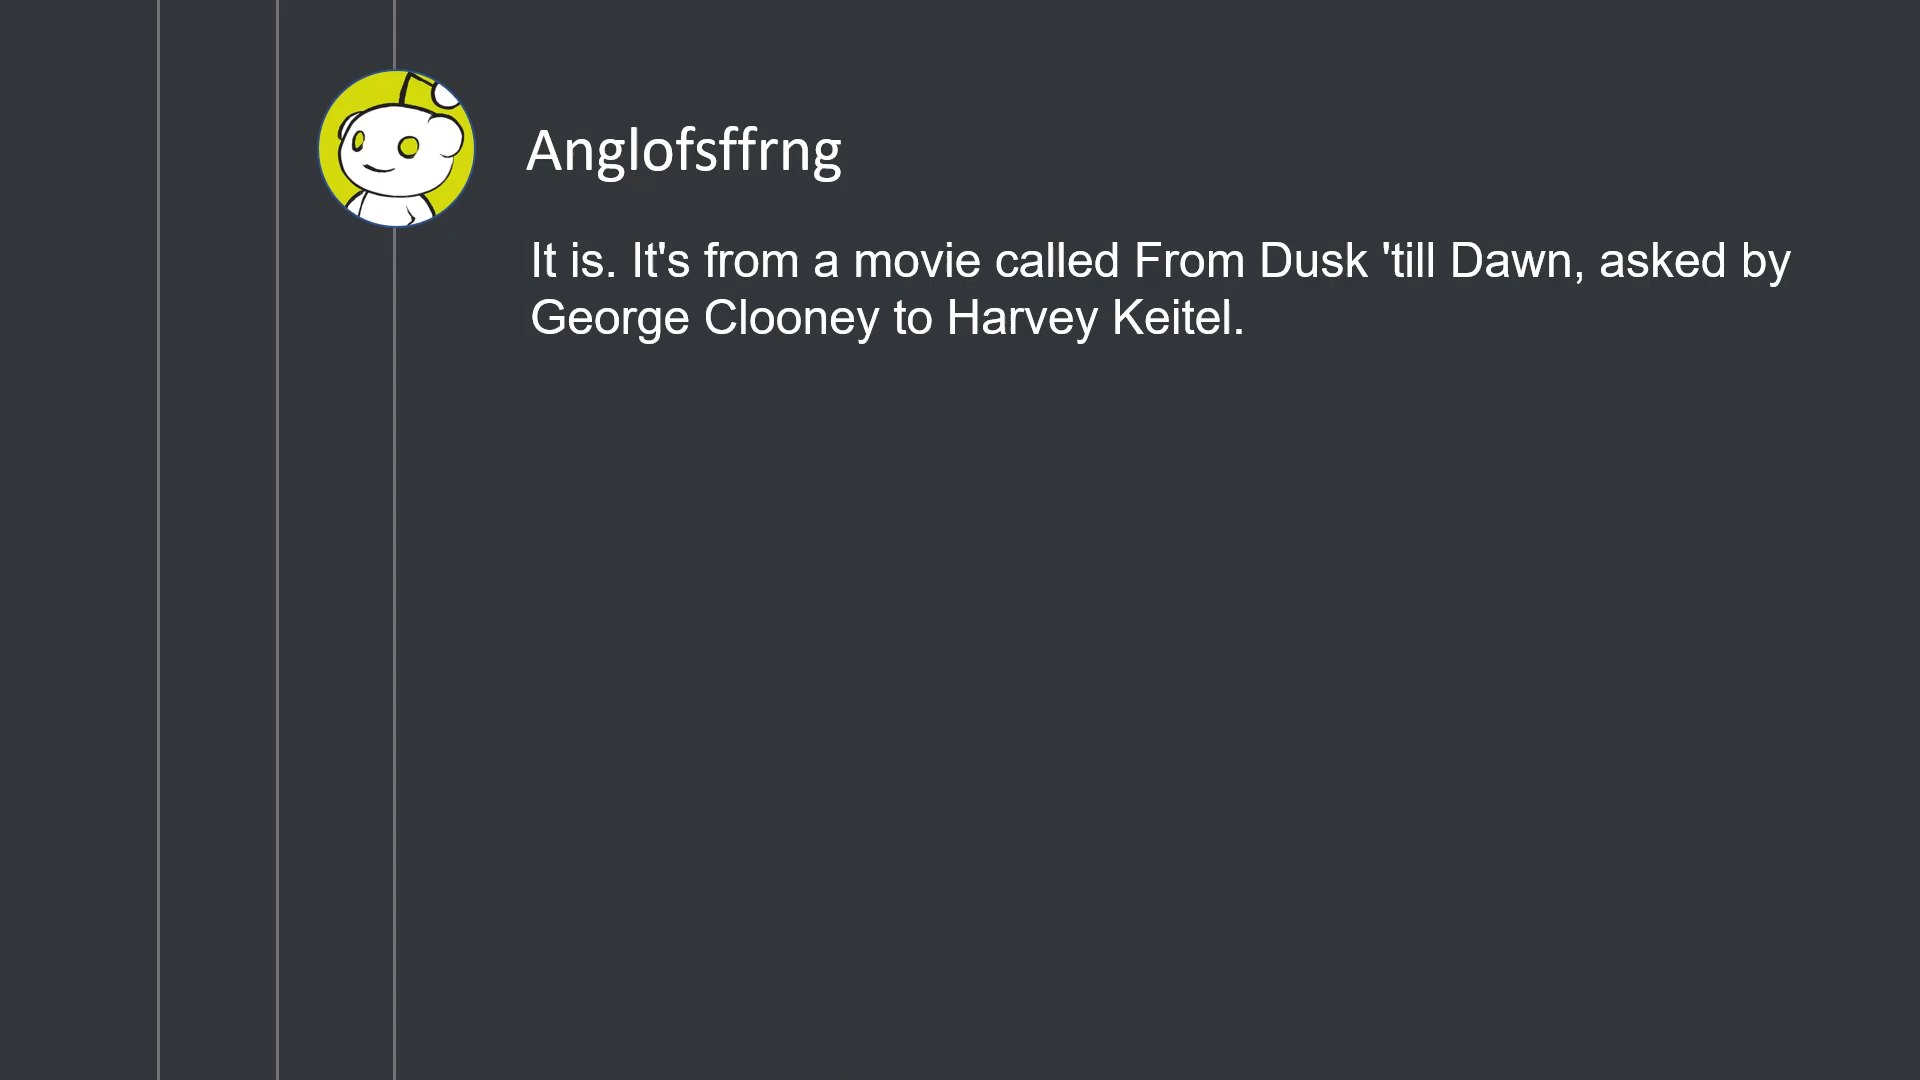 Anglofsffrng
It is. It's from a movie called From Dusk 'till Dawn, asked by
George Clooney to Harvey Keitel.